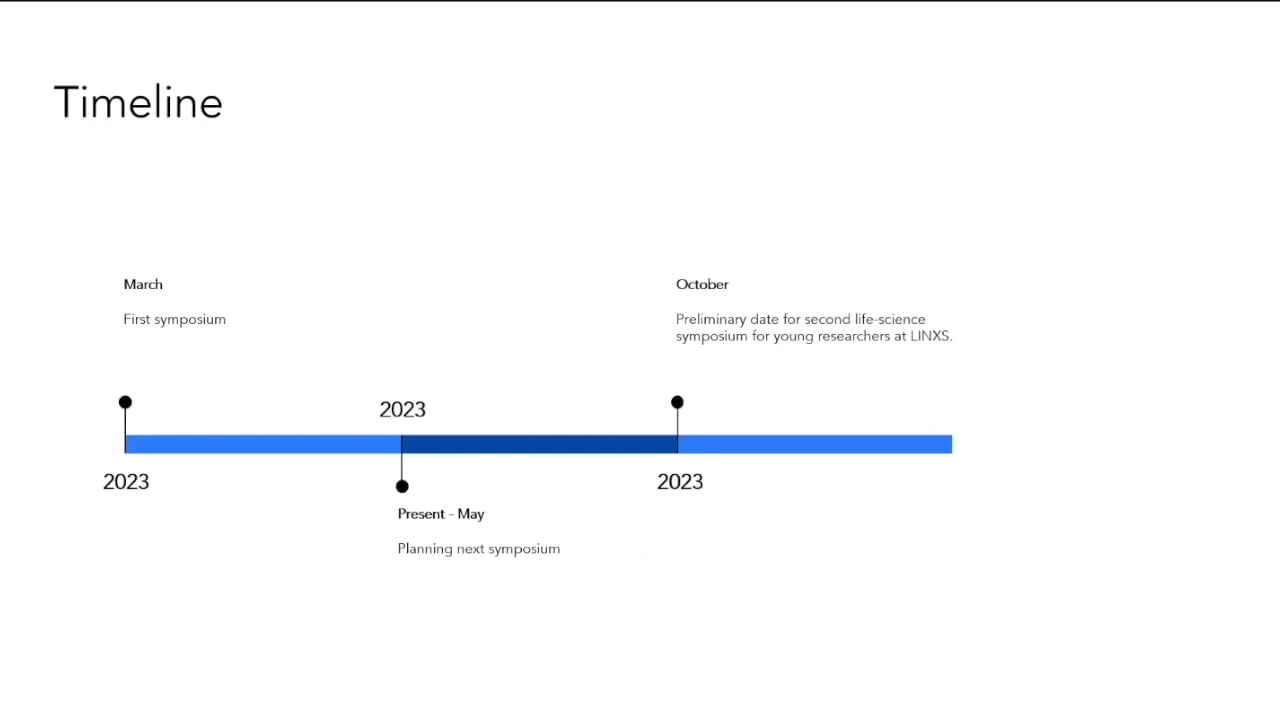 Timeline
March
First symposium
October
Preliminary date for second life-science
symposium for young researchers at LINXS.
2023
2023
2023
Present - May
Planning next symposium